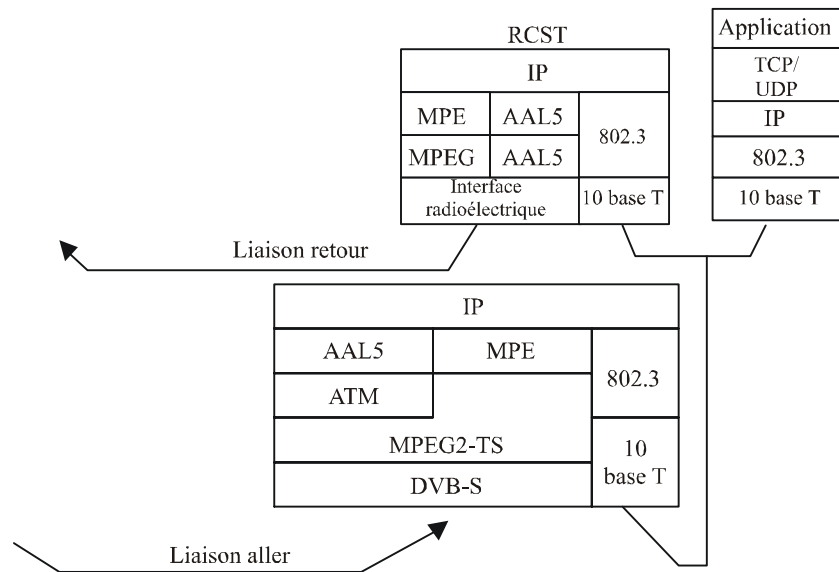 RCST
IP
MPE
AAL5
802.3
MPEG
AAL5
Interface
radioélectrique
10 base T
Application
TCP/
UDP
IP
802.3
10 base T
Liaison retour
IP
AAL5
MPE
802.3
ATM
MPEG2-TS
10
base T
DVB-S
Liaison aller